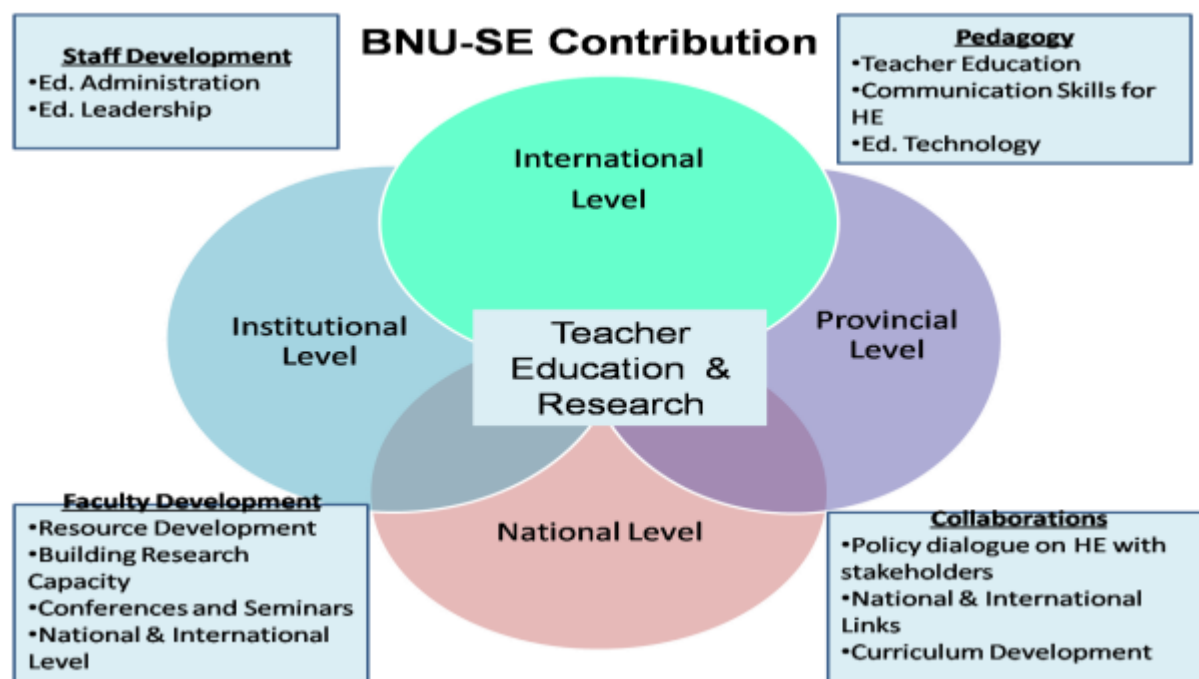 BNU-SE Contribution
Staff Development
•Ed. Administration
•Ed. Leadership
Pedagogy
•Teacher Education
•Communication Skills for
HE
•Ed. Technology
International
Level
Institutional
Level
Provincial
Level
Teacher
Education &
Research
National Level
Faculty Development
•Resource Development
•Building Research
Capacity
•Conferences and Seminars
•National & International
Level
Collaborations
•Policy dialogue on HE with
stakeholders
•National & International
Links
•Curriculum Development